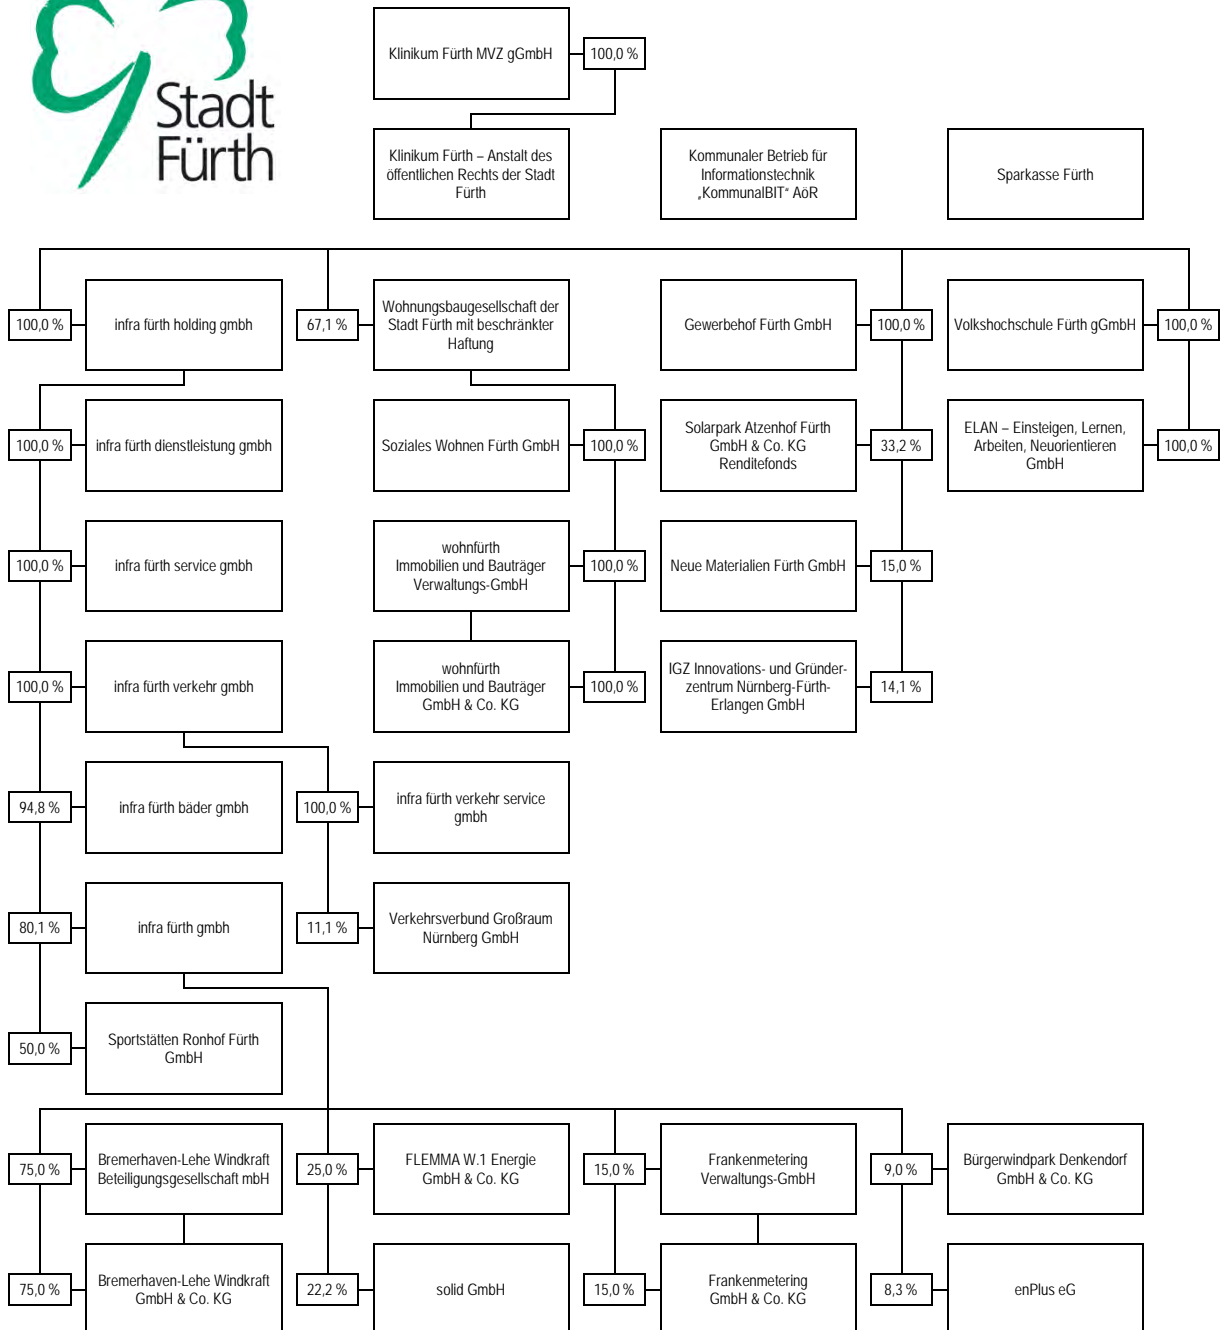 Stadt
Fürth
Klinikum Fürth MVZ gGmbH
100,0 %
Klinikum Fürth – Anstalt des
öffentlichen Rechts der Stadt
Fürth
Kommunaler Betrieb für
Informationstechnik
„KommunalBIT“ AöR
Sparkasse Fürth
100,0 %
infra fürth holding gmbh
67,1 %
Wohnungsbaugesellschaft der
Stadt Fürth mit beschränkter
Haftung
Gewerbehof Fürth GmbH
100,0 %
Volkshochschule Fürth gGmbH
100,0 %
100,0 %
infra fürth dienstleistung gmbh
Soziales Wohnen Fürth GmbH
100,0 %
Solarpark Atzenhof Fürth
GmbH & Co. KG
Renditefonds
33,2 %
ELAN – Einsteigen, Lernen,
Arbeiten, Neuorientieren
GmbH
100,0 %
100,0 %
infra fürth service gmbh
wohnfürth
Immobilien und Bauträger
Verwaltungs-GmbH
100,0 %
Neue Materialien Fürth GmbH
15,0 %
100,0 %
infra fürth verkehr gmbh
wohnfürth
Immobilien und Bauträger
GmbH & Co. KG
100,0 %
IGZ Innovations- und Gründer-
zentrum Nürnberg-Fürth-
Erlangen GmbH
14,1 %
94,8 %
infra fürth bäder gmbh
100,0 %
infra fürth verkehr service
gmbh
80,1 %
infra fürth gmbh
11,1 %
Verkehrsverbund Großraum
Nürnberg GmbH
50,0 %
Sportstätten Ronhof Fürth
GmbH
75,0 %
Bremerhaven-Lehe Windkraft
Beteiligungsgesellschaft mbH
25,0 %
FLEMMA W.1 Energie
GmbH & Co. KG
15,0 %
Frankenmetering
Verwaltungs-GmbH
9,0 %
Bürgerwindpark Denkendorf
GmbH & Co. KG
75,0 %
Bremerhaven-Lehe Windkraft
GmbH & Co. KG
22,2 %
solid GmbH
15,0 %
Frankenmetering
GmbH & Co. KG
8,3 %
enPlus eG